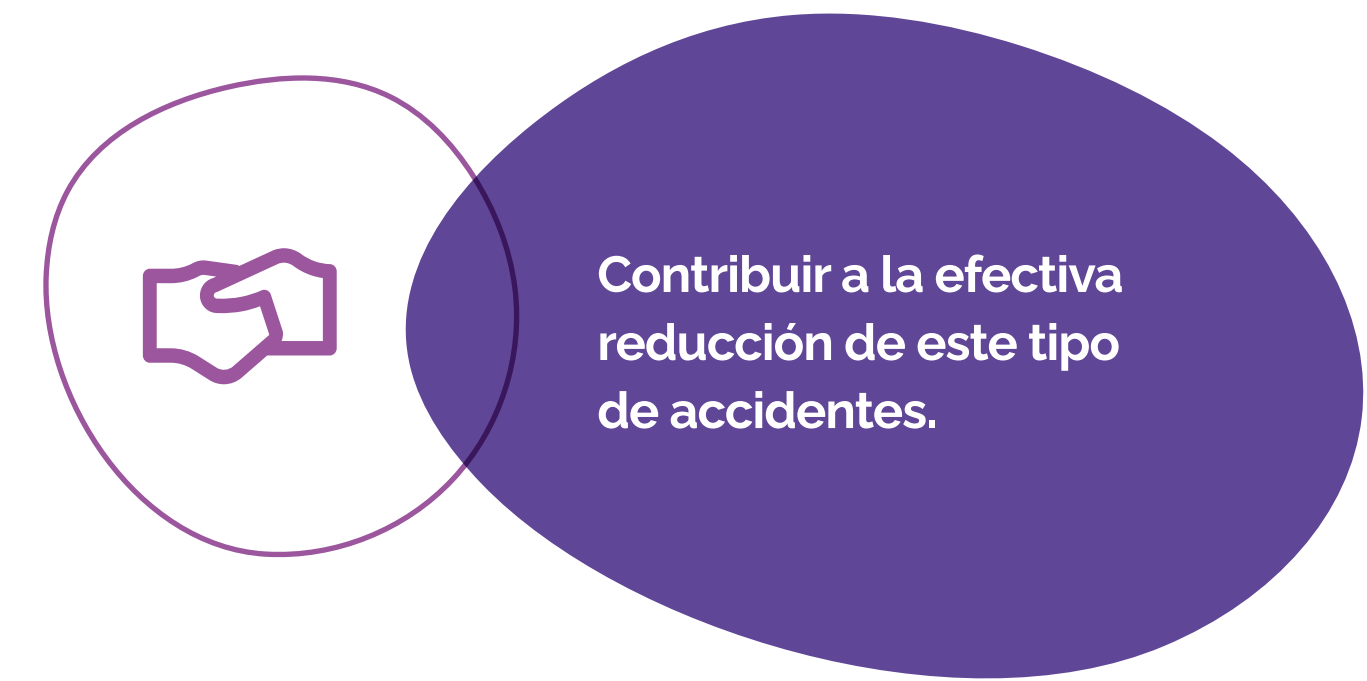 Contribuir a la efectiva
reducción de este tipo
de accidentes.